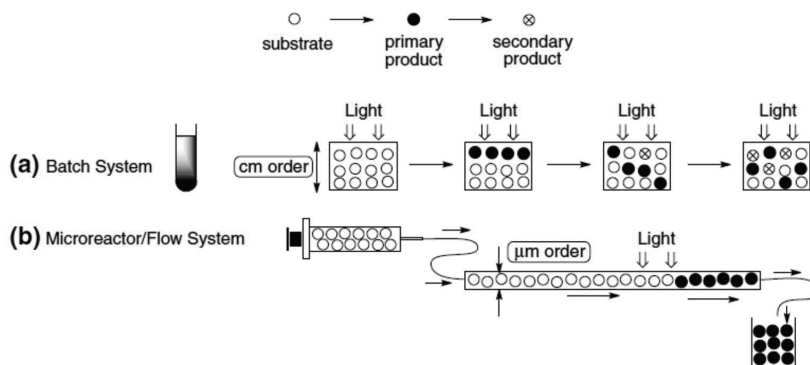 substrate
primary
product
secondary
product
Light
Light
Light
Light
(a) Batch System
cm order
(b) Microreactor/Flow System
μm order
Light